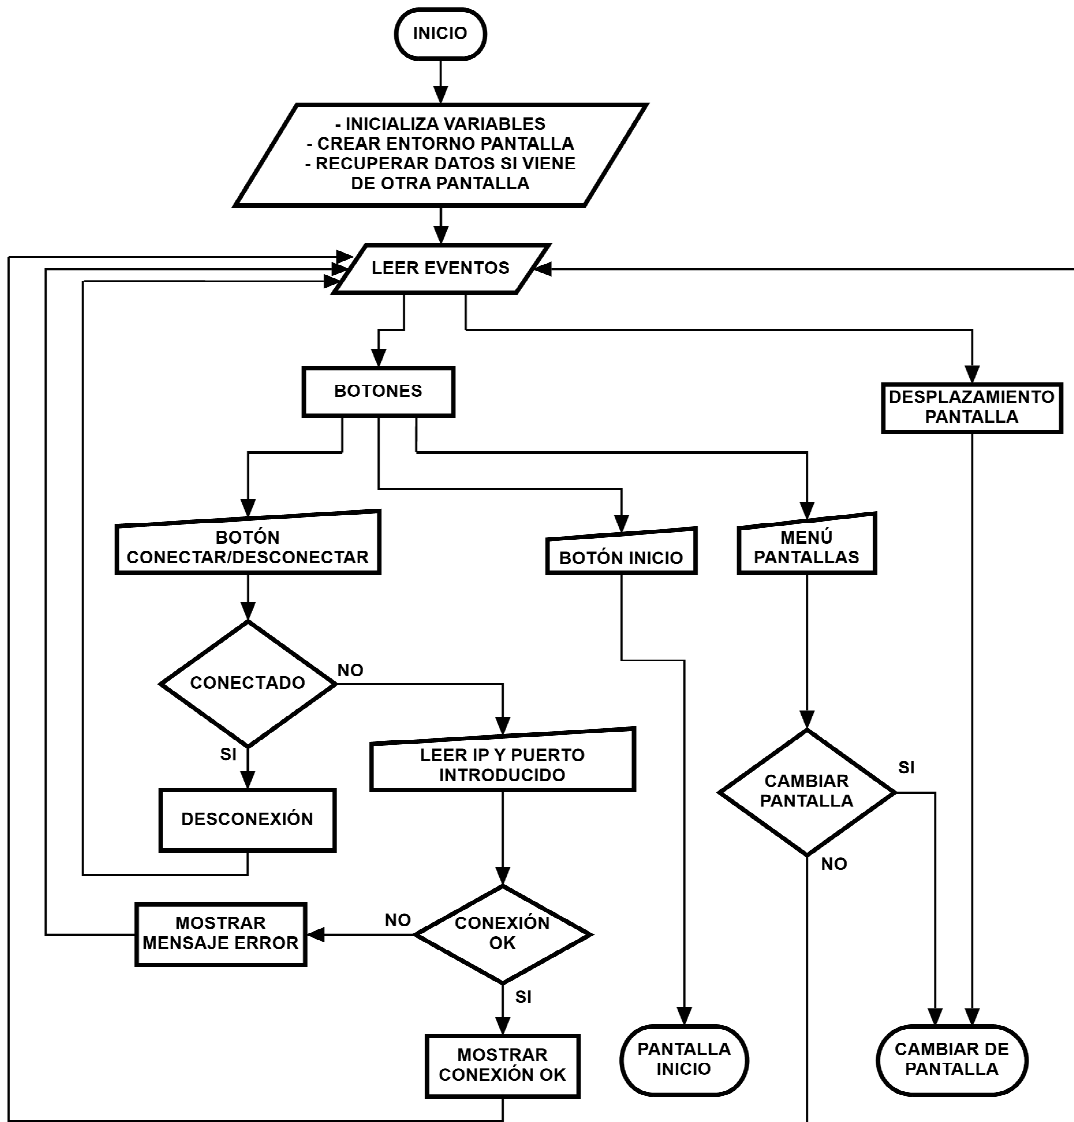 INICIO
- INICIALIZA VARIABLES
- CREAR ENTORNO PANTALLA
- RECUPERAR DATOS SI VIENE
DE OTRA PANTALLA
LEER EVENTOS
BOTONES
DESPLAZAMIENTO
PANTALLA
BOTÓN
CONECTAR/DESCONECTAR
BOTÓN INICIO
MENÚ
PANTALLAS
CONECTADO
NO
SI
LEER IP Y PUERTO
INTRODUCIDO
CAMBIAR
PANTALLA
SI
NO
DESCONEXIÓN
MOSTRAR
MENSAJE ERROR
NO
CONEXIÓN
OK
SI
MOSTRAR
CONEXIÓN OK
PANTALLA
INICIO
CAMBIAR DE
PANTALLA